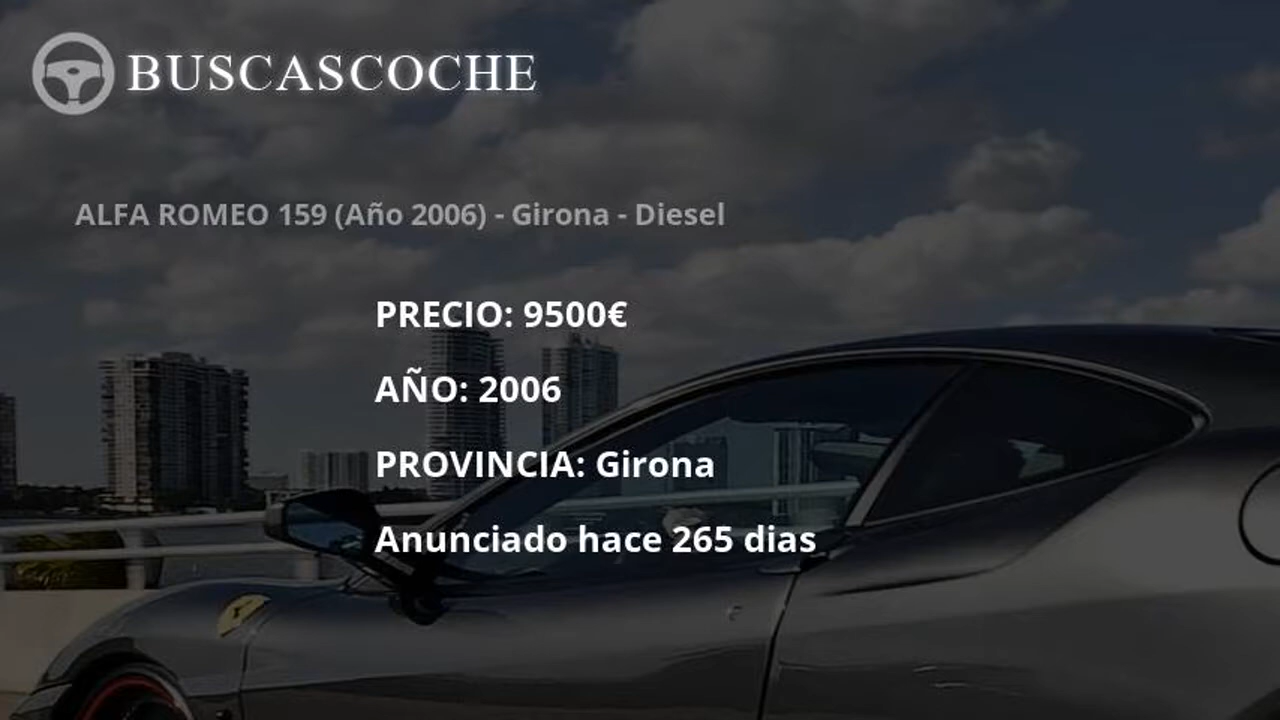 BUSCASCOCHE
ALFA ROMEO 159 (Año 2006) - Girona - Diesel
PRECIO: 9500€
AÑO: 2006
PROVINCIA: Girona
Anunciado hace 265 dias